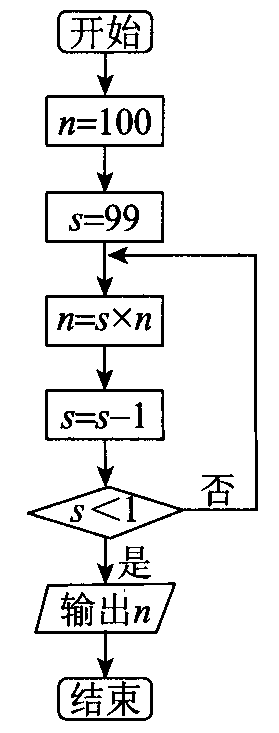 开始
n=100
s=99
n=s×n
s=s-1
s<1
否
是
输出n
结束